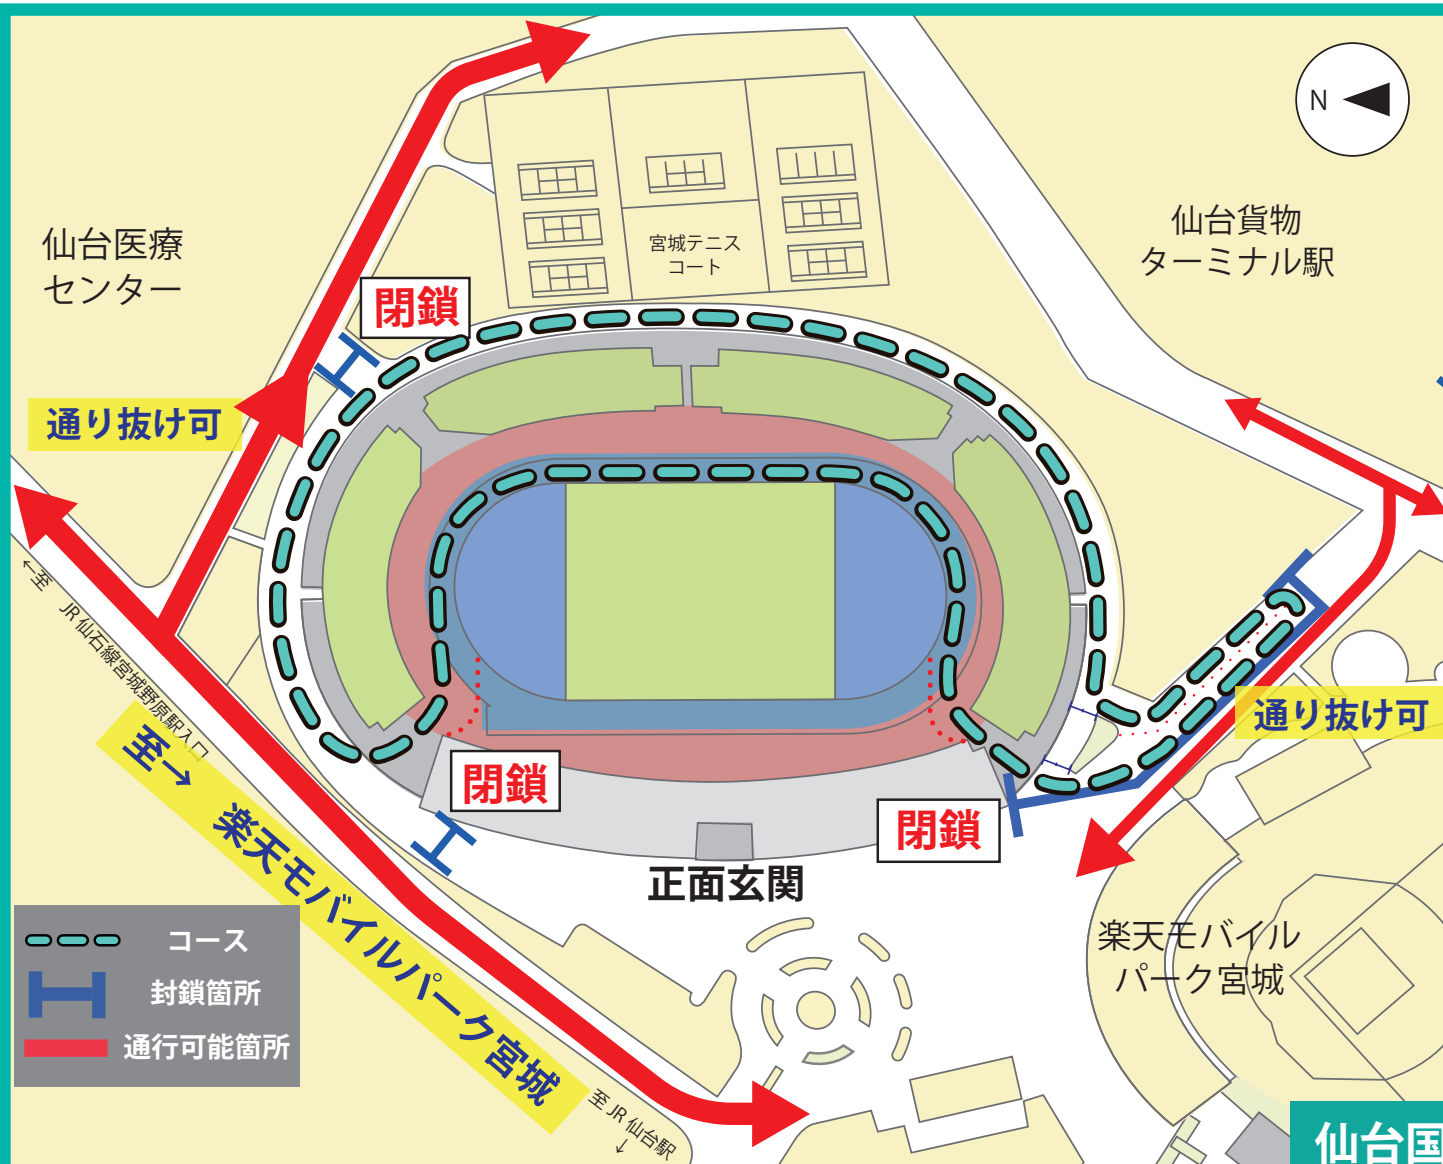 N
仙台医療
センター
宮城テニス
コート
仙台貨物
ターミナル駅
閉鎖
通り抜け可
←至 JR仙石線宮城野原駅入口
至→ 楽天モバイルパーク宮城
閉鎖
閉鎖
通り抜け可
正面玄関
楽天モバイル
パーク宮城
コース
封鎖箇所
通行可能箇所
至JR仙台駅
↓
仙台国